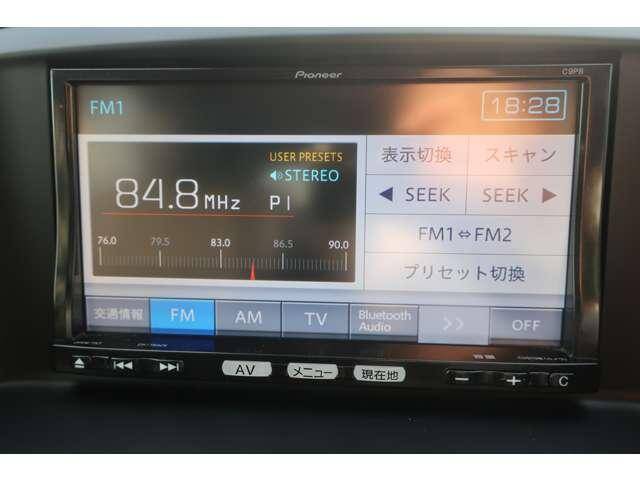 Pioneer C9P8
FM1 18:28
USER PRESETS
STEREO
84.8MHz P1
76.0 79.5 83.0 86.5 90.0
表示切換 スキャン
◀ SEEK SEEK ▶
FM1⇔FM2
プリセット切換
交通情報 FM AM TV Bluetooth Audio >> OFF
AV メニュー 現在地 − + C